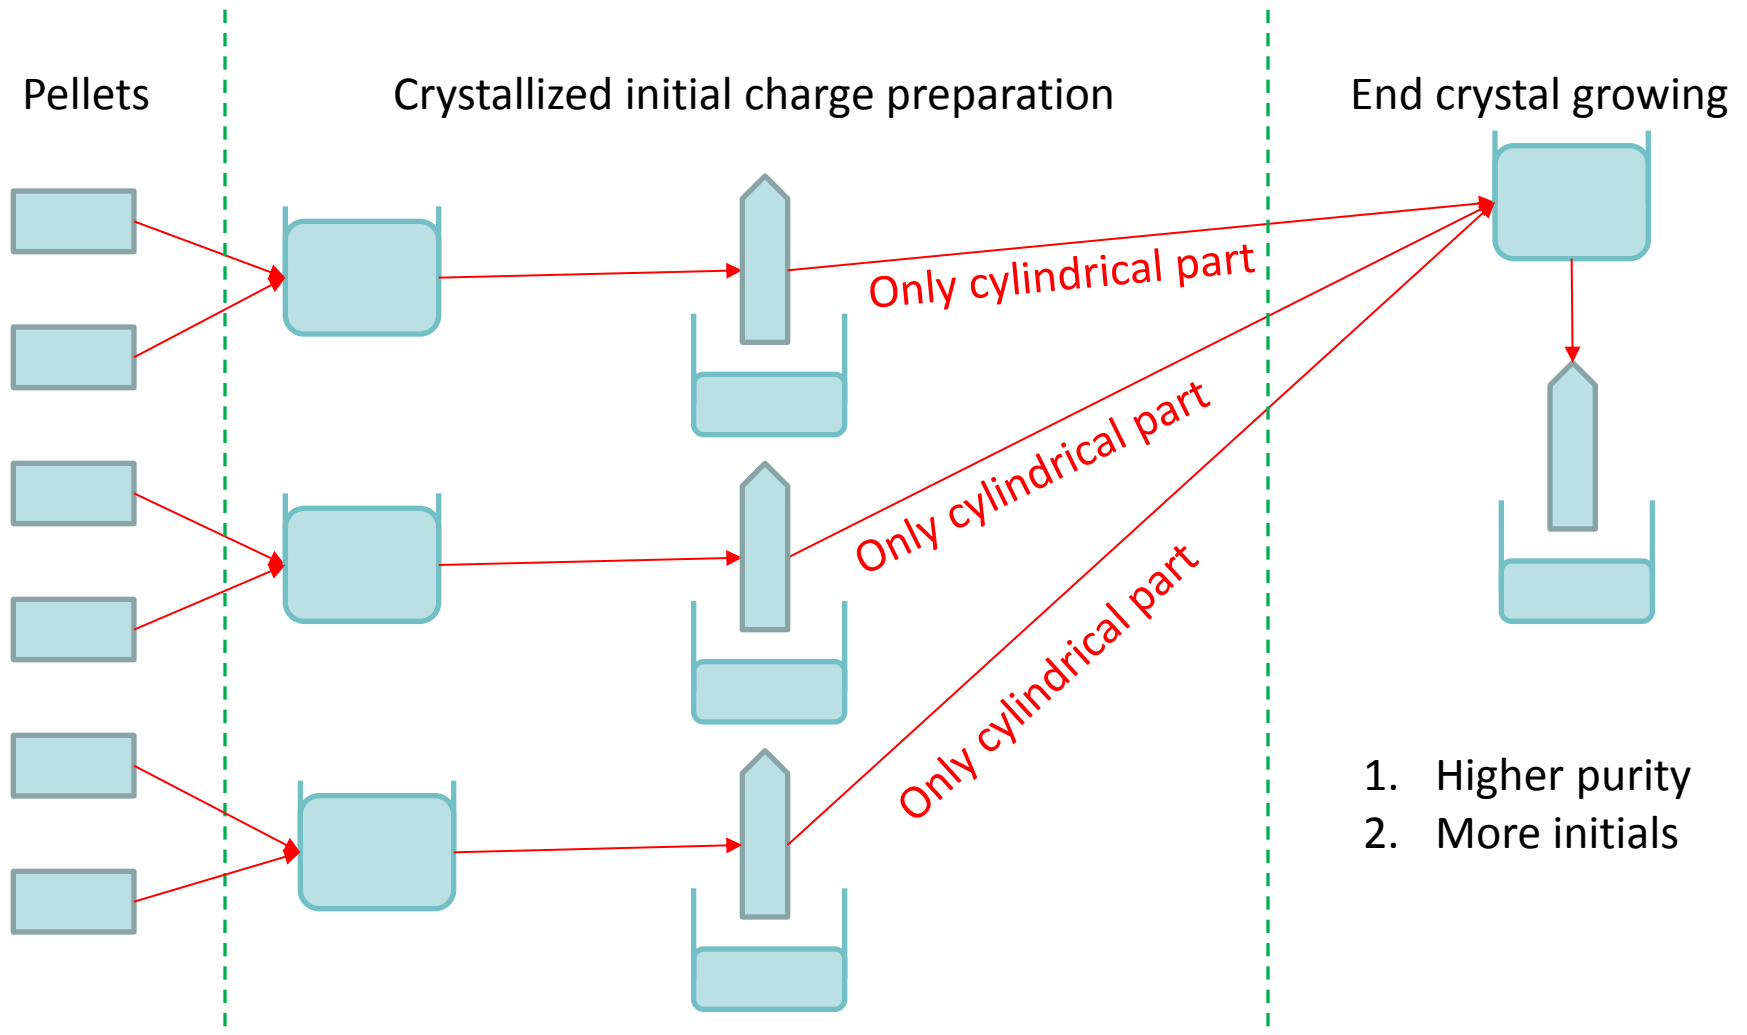 Pellets
Crystallized initial charge preparation
End crystal growing
Only cylindrical part
Only cylindrical part
Only cylindrical part
1. Higher purity
2. More initials